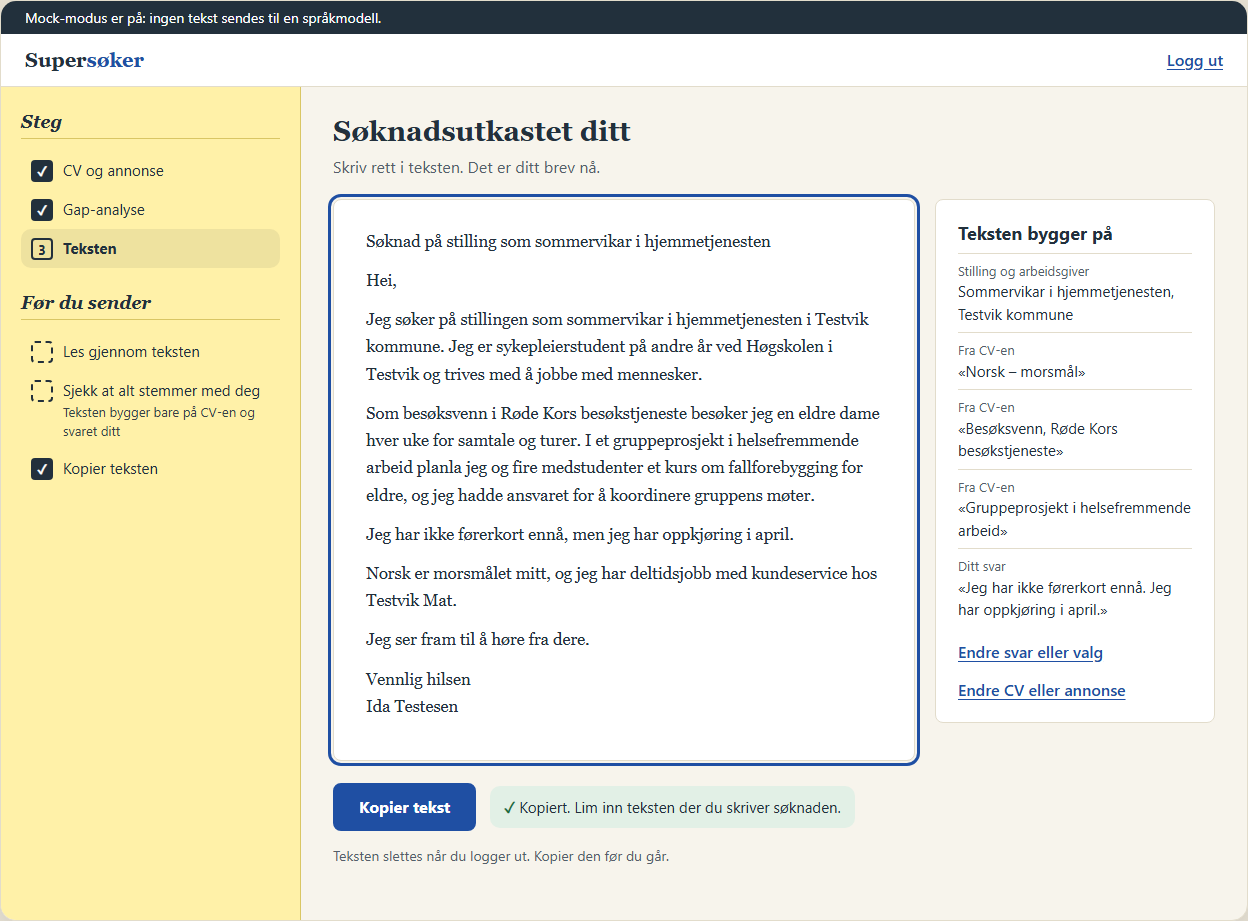 Mock-modus er på: ingen tekst sendes til en språkmodell.
Supersøker
Logg ut
Steg
CV og annonse
Gap-analyse
3 Teksten
Før du sender
Les gjennom teksten
Sjekk at alt stemmer med deg
Teksten bygger bare på CV-en og
svaret ditt
Kopier teksten
Søknadsutkastet ditt
Skriv rett i teksten. Det er ditt brev nå.
Søknad på stilling som sommervikar i hjemmetjenesten
Hei,
Jeg søker på stillingen som sommervikar i hjemmetjenesten i Testvik
kommune. Jeg er sykepleierstudent på andre år ved Høgskolen i
Testvik og trives med å jobbe med mennesker.
Som besøksvenn i Røde Kors besøkstjeneste besøker jeg en eldre dame
hver uke for samtale og turer. I et gruppeprosjekt i helsefremmende
arbeid planla jeg og fire medstudenter et kurs om fallforebygging for
eldre, og jeg hadde ansvaret for å koordinere gruppens møter.
Jeg har ikke førerkort ennå, men jeg har oppkjøring i april.
Norsk er morsmålet mitt, og jeg har deltidsjobb med kundeservice hos
Testvik Mat.
Jeg ser fram til å høre fra dere.
Vennlig hilsen
Ida Testesen
Kopier tekst
✓ Kopiert. Lim inn teksten der du skriver søknaden.
Teksten slettes når du logger ut. Kopier den før du går.
Teksten bygger på
Stilling og arbeidsgiver
Sommervikar i hjemmetjenesten,
Testvik kommune
Fra CV-en
«Norsk – morsmål»
Fra CV-en
«Besøksvenn, Røde Kors
besøkstjeneste»
Fra CV-en
«Gruppeprosjekt i helsefremmende
arbeid»
Ditt svar
«Jeg har ikke førerkort ennå. Jeg
har oppkjøring i april.»
Endre svar eller valg
Endre CV eller annonse